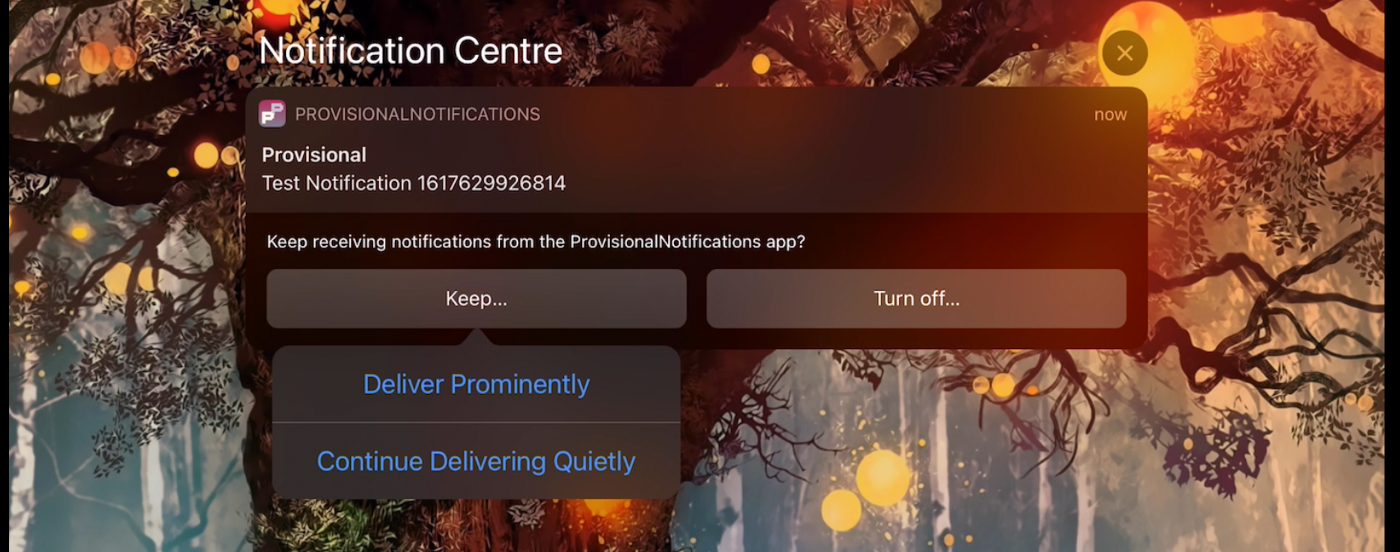 Notification Centre
PROVISIONALNOTIFICATIONS
now
Provisional
Test Notification 1617629926814
Keep receiving notifications from the ProvisionalNotifications app?
Keep...
Turn off...
Deliver Prominently
Continue Delivering Quietly